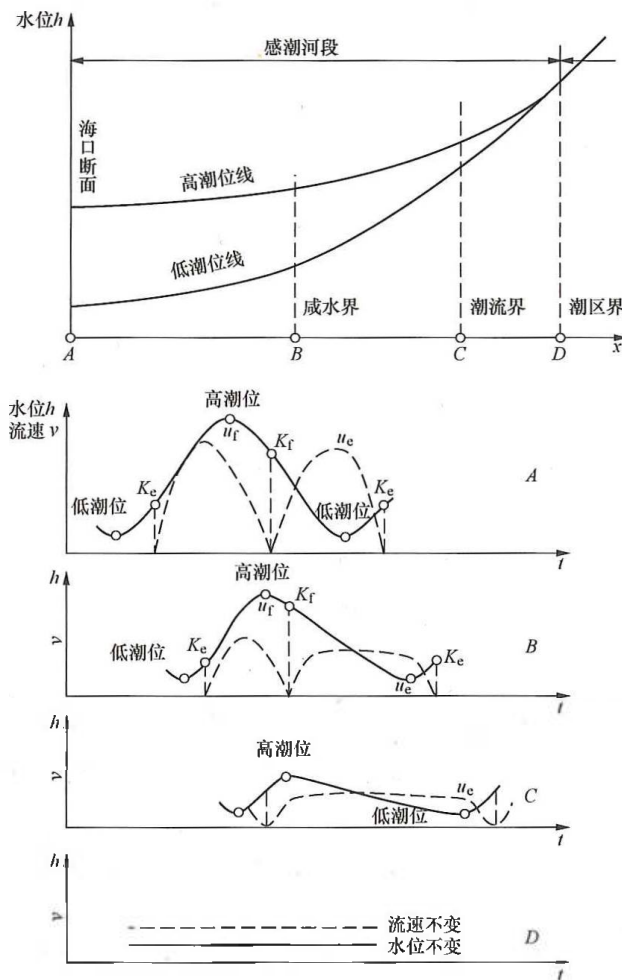 水位h
感潮河段
海口断面
高潮位线
低潮位线
咸水界
潮流界
潮区界
A
B
C
D
x
水位h
流速v
高潮位
u_f
K_f
u_e
K_e
K_e
低潮位
低潮位
A
t
h
高潮位
u_f
K_f
v
K_e
K_e
低潮位
u_e
B
t
h
高潮位
v
u_e
C
低潮位
t
h
v
流速不变
水位不变
D
t